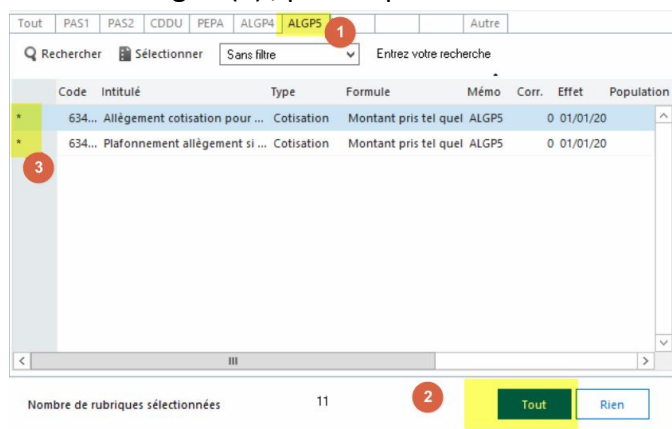 Tout PAS1 PAS2 CDDU PEPA ALGP4 ALGP5 Autre
1
Rechercher Sélectionner Sans filtre Entrez votre recherche
Code Intitulé Type Formule Mémo Corr. Effet Population
* 634... Allègement cotisation pour ... Cotisation Montant pris tel quel ALGP5 0 01/01/20
* 634... Plafonnement allègement si ... Cotisation Montant pris tel quel ALGP5 0 01/01/20
3
Nombre de rubriques sélectionnées 11 2 Tout Rien